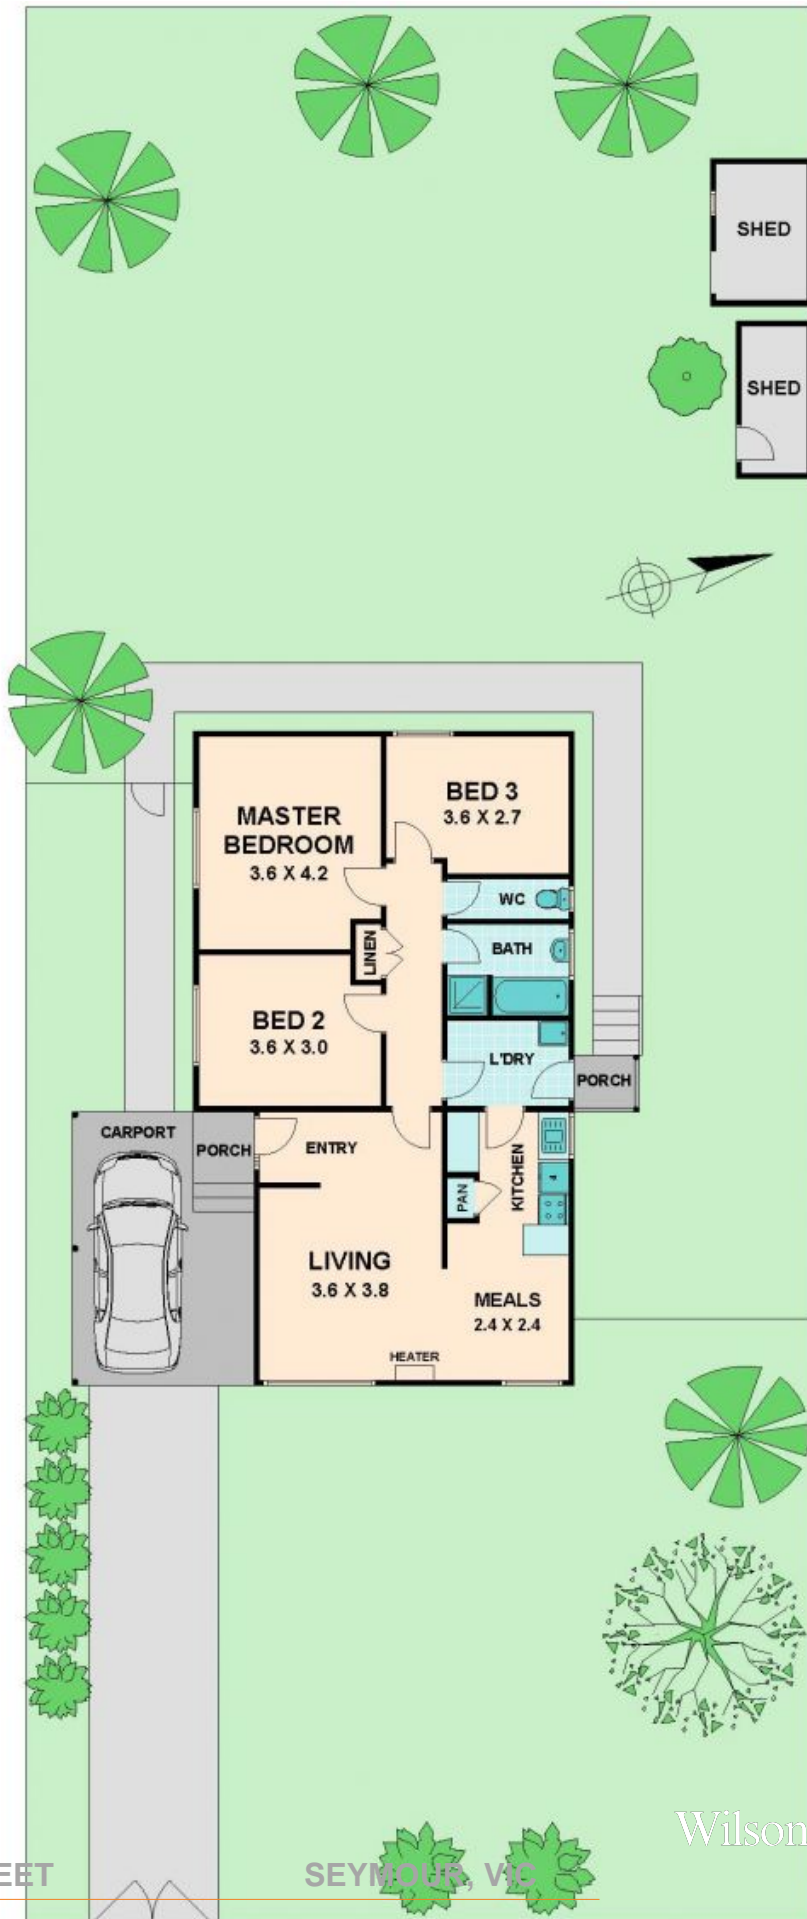 SHED
SHED
BED 3
3.6 X 2.7
MASTER
BEDROOM
3.6 X 4.2
WC
LINEN
BATH
BED 2
3.6 X 3.0
L'DRY
PORCH
CARPORT
PORCH
ENTRY
KITCHEN
PAN
LIVING
3.6 X 3.8
MEALS
2.4 X 2.4
HEATER
Wilson
EET
SEYMOUR, VIC